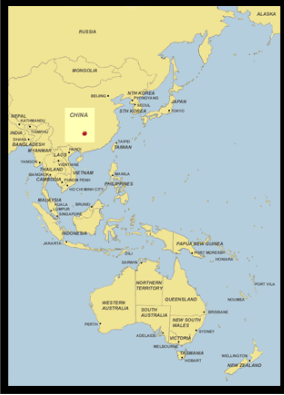 ALASKA
RUSSIA
MONGOLIA
BEIJING
NTH KOREA
PYONGYANG
SEOUL
STH KOREA
JAPAN
TOKYO
CHINA
NEPAL
KATHMANDU
INDIA
DHAKA
BANGLADESH
MYANMAR
HANOI
TAIPEI
TAIWAN
LAOS
VIENTIANE
YANGON
THAILAND
VIETNAM
BANGKOK
CAMBODIA
PHNOM PENH
HO CHI MINH CITY
MANILA
PHILIPPINES
MALAYSIA
BRUNEI
KUALA
LUMPUR
SINGAPORE
INDONESIA
JAKARTA
DILI
PAPUA NEW GUINEA
PORT MORESBY
HONIARA
DARWIN
PORT VILA
NOUMEA
NORTHERN
TERRITORY
QUEENSLAND
WESTERN
AUSTRALIA
SOUTH
AUSTRALIA
BRISBANE
NEW SOUTH
WALES
PERTH
ADELAIDE
SYDNEY
VICTORIA
MELBOURNE
TASMANIA
HOBART
WELLINGTON
NEW ZEALAND